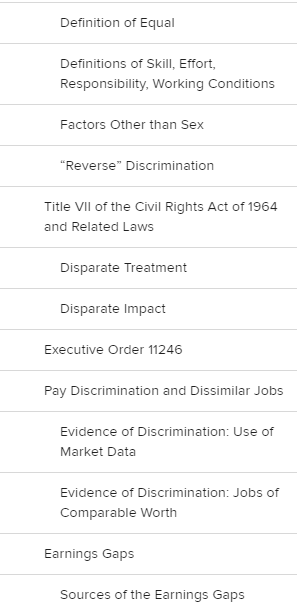 Definition of Equal
Definitions of Skill, Effort,
Responsibility, Working Conditions
Factors Other than Sex
“Reverse” Discrimination
Title VII of the Civil Rights Act of 1964
and Related Laws
Disparate Treatment
Disparate Impact
Executive Order 11246
Pay Discrimination and Dissimilar Jobs
Evidence of Discrimination: Use of
Market Data
Evidence of Discrimination: Jobs of
Comparable Worth
Earnings Gaps
Sources of the Earnings Gaps